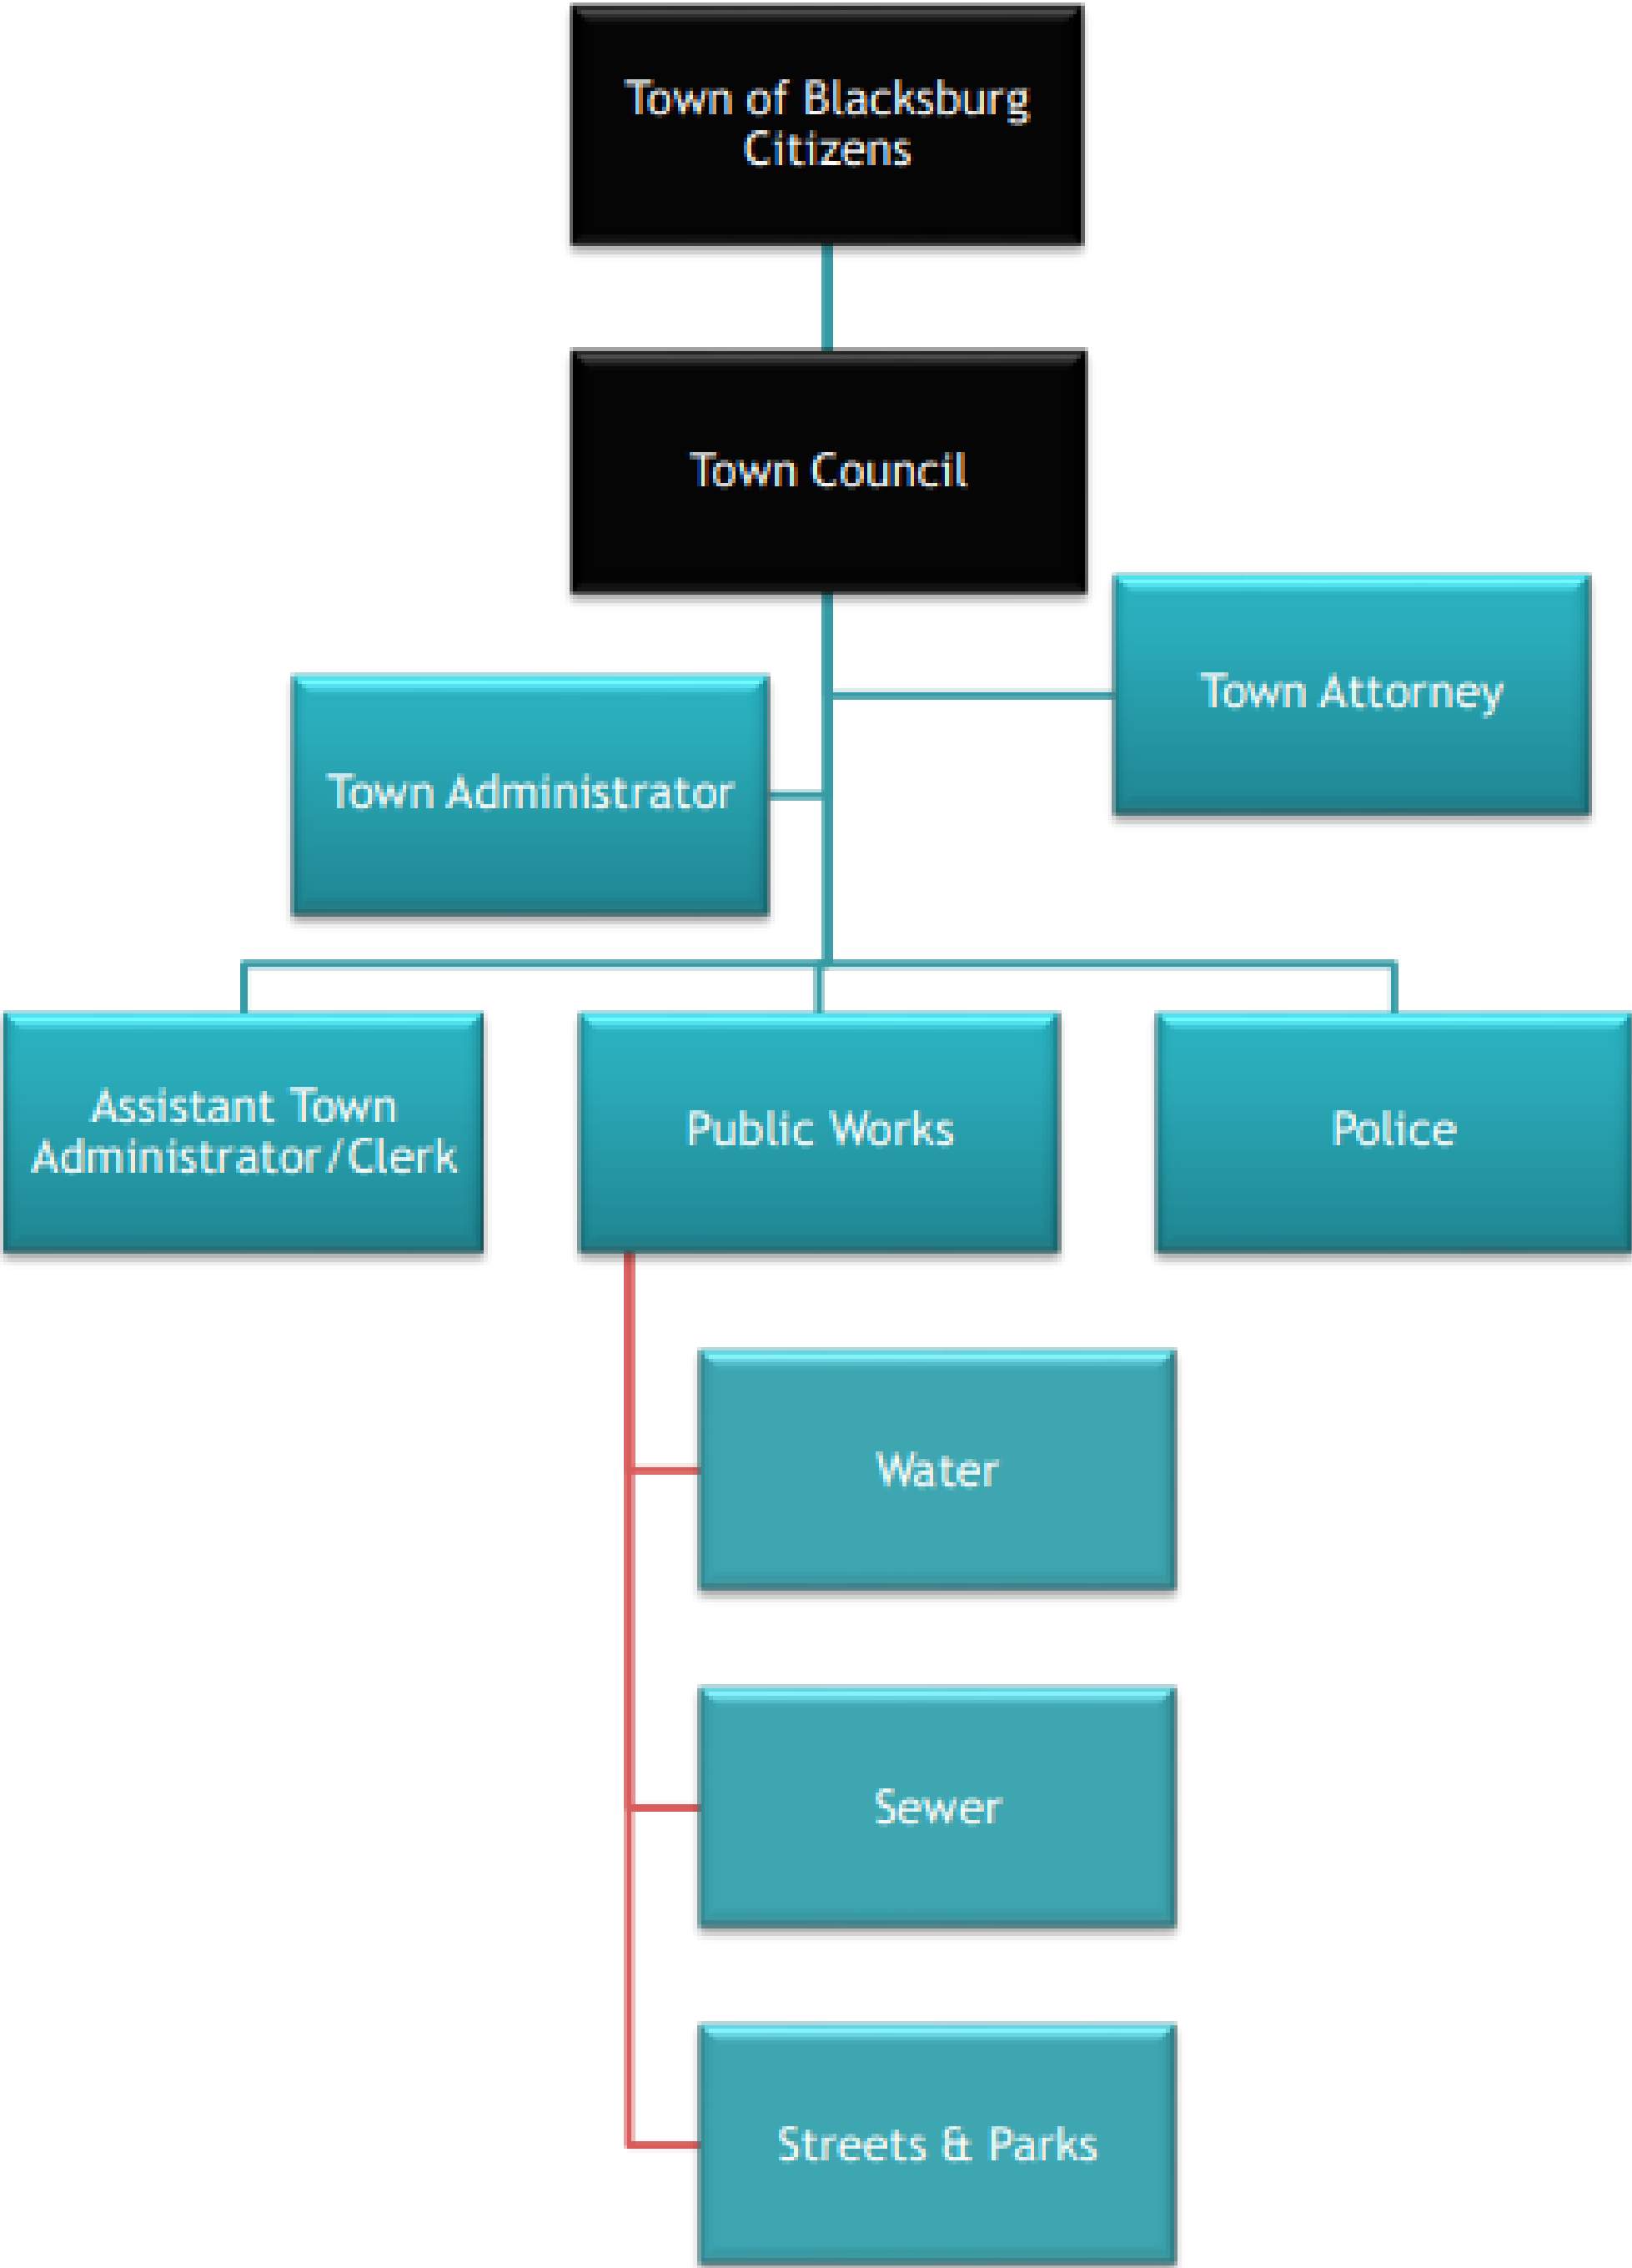 Town of Blacksburg
Citizens
Town Council
Town Attorney
Town Administrator
Assistant Town
Administrator/Clerk
Public Works
Police
Water
Sewer
Streets & Parks